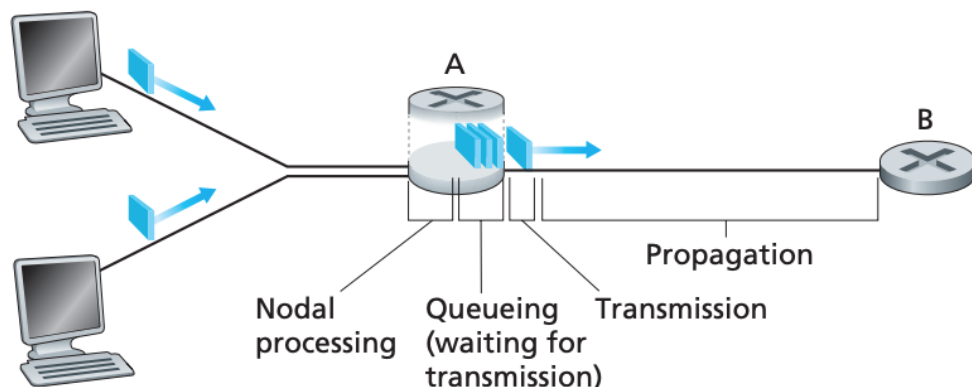 A
B
Propagation
Nodal
processing
Queueing
(waiting for
transmission)
Transmission